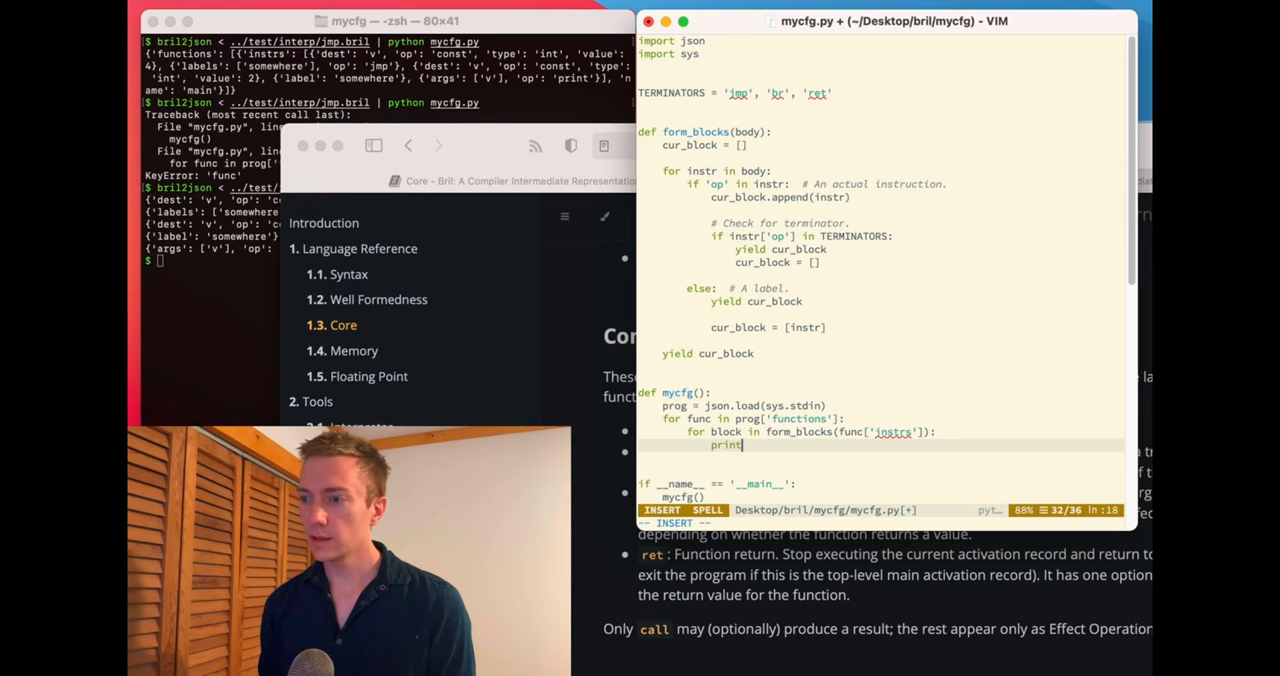 mycfg — -zsh — 80×41
$ bril2json < ../test/interp/jmp.bril | python mycfg.py
{'functions': [{'instrs': [{'dest': 'v', 'op': 'const', 'type': 'int', 'value':
4}, {'labels': ['somewhere'], 'op': 'jmp'}, {'dest': 'v', 'op': 'const', 'type':
'int', 'value': 2}, {'label': 'somewhere'}, {'args': ['v'], 'op': 'print'}], 'n
ame': 'main'}]}
$ bril2json < ../test/interp/jmp.bril | python mycfg.py
Traceback (most recent call last):
File "mycfg.py", line
mycfg()
File "mycfg.py", lin
for func in prog['
KeyError: 'func'
$ bril2json < ../test/
{'dest': 'v', 'op': 'co
{'labels': ['somewhere
{'dest': 'v', 'op': 'co
{'label': 'somewhere'}
{'args': ['v'], 'op':
$
Core - Bril: A Compiler Intermediate Representation
Introduction
1. Language Reference
1.1. Syntax
1.2. Well Formedness
1.3. Core
1.4. Memory
1.5. Floating Point
2. Tools
mycfg.py + (~/Desktop/bril/mycfg) - VIM
import json
import sys
TERMINATORS = 'jmp', 'br', 'ret'
def form_blocks(body):
cur_block = []
for instr in body:
if 'op' in instr:  # An actual instruction.
cur_block.append(instr)
# Check for terminator.
if instr['op'] in TERMINATORS:
yield cur_block
cur_block = []
else:  # A label.
yield cur_block
cur_block = [instr]
yield cur_block
def mycfg():
prog = json.load(sys.stdin)
for func in prog['functions']:
for block in form_blocks(func['instrs']):
print
if __name__ == '__main__':
mycfg()
INSERT SPELL Desktop/bril/mycfg/mycfg.py[+] pyt… 88% ☰ 32/36 ln :18
-- INSERT --
depending on whether the function returns a value.
ret : Function return. Stop executing the current activation record and return to
exit the program if this is the top-level main activation record). It has one option
the return value for the function.
Only call may (optionally) produce a result; the rest appear only as Effect Operation